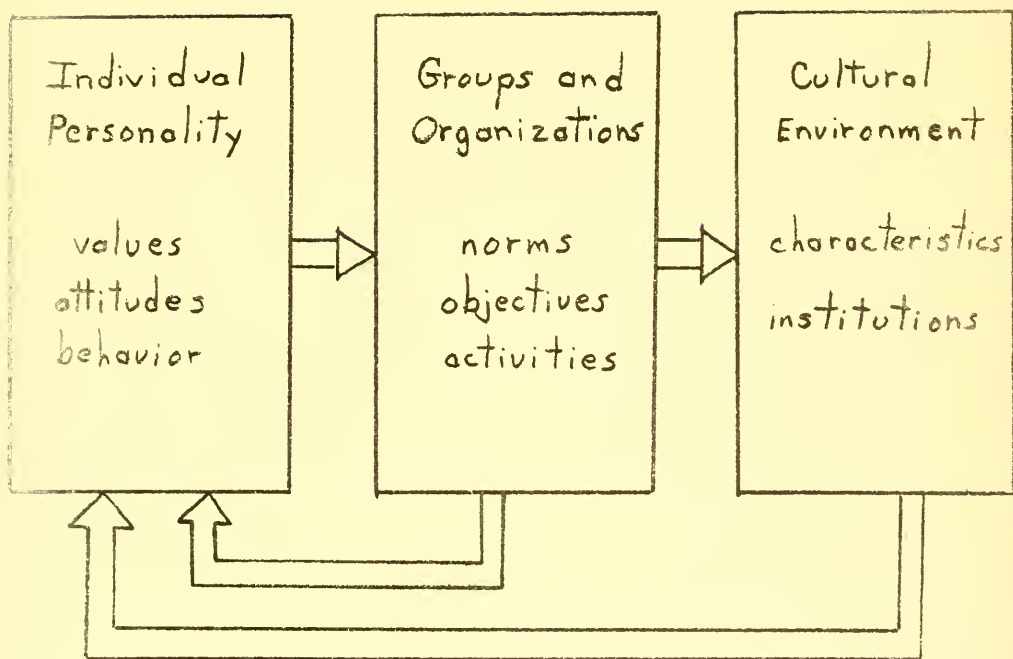 Individual
Personality
values
attitudes
behavior
Groups and
Organizations
norms
objectives
activities
Cultural
Environment
characteristics
institutions